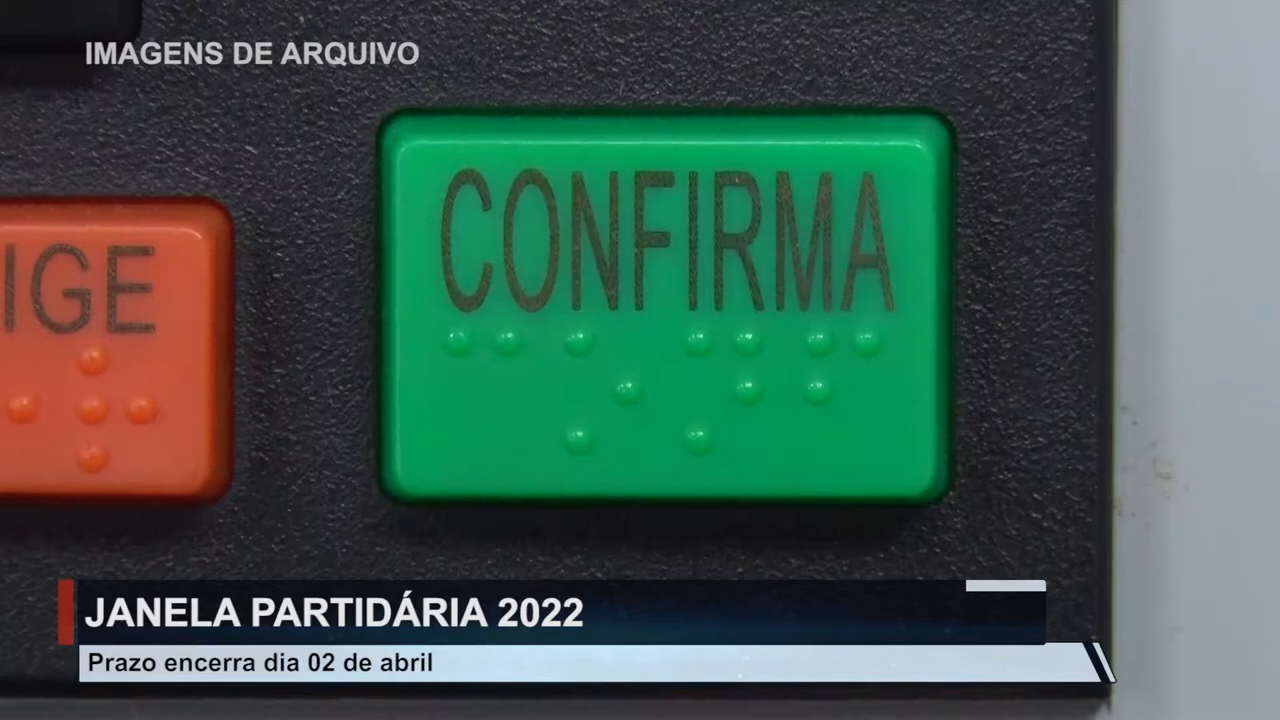 IMAGENS DE ARQUIVO
CONFIRMA
IGE
JANELA PARTIDÁRIA 2022
Prazo encerra dia 02 de abril